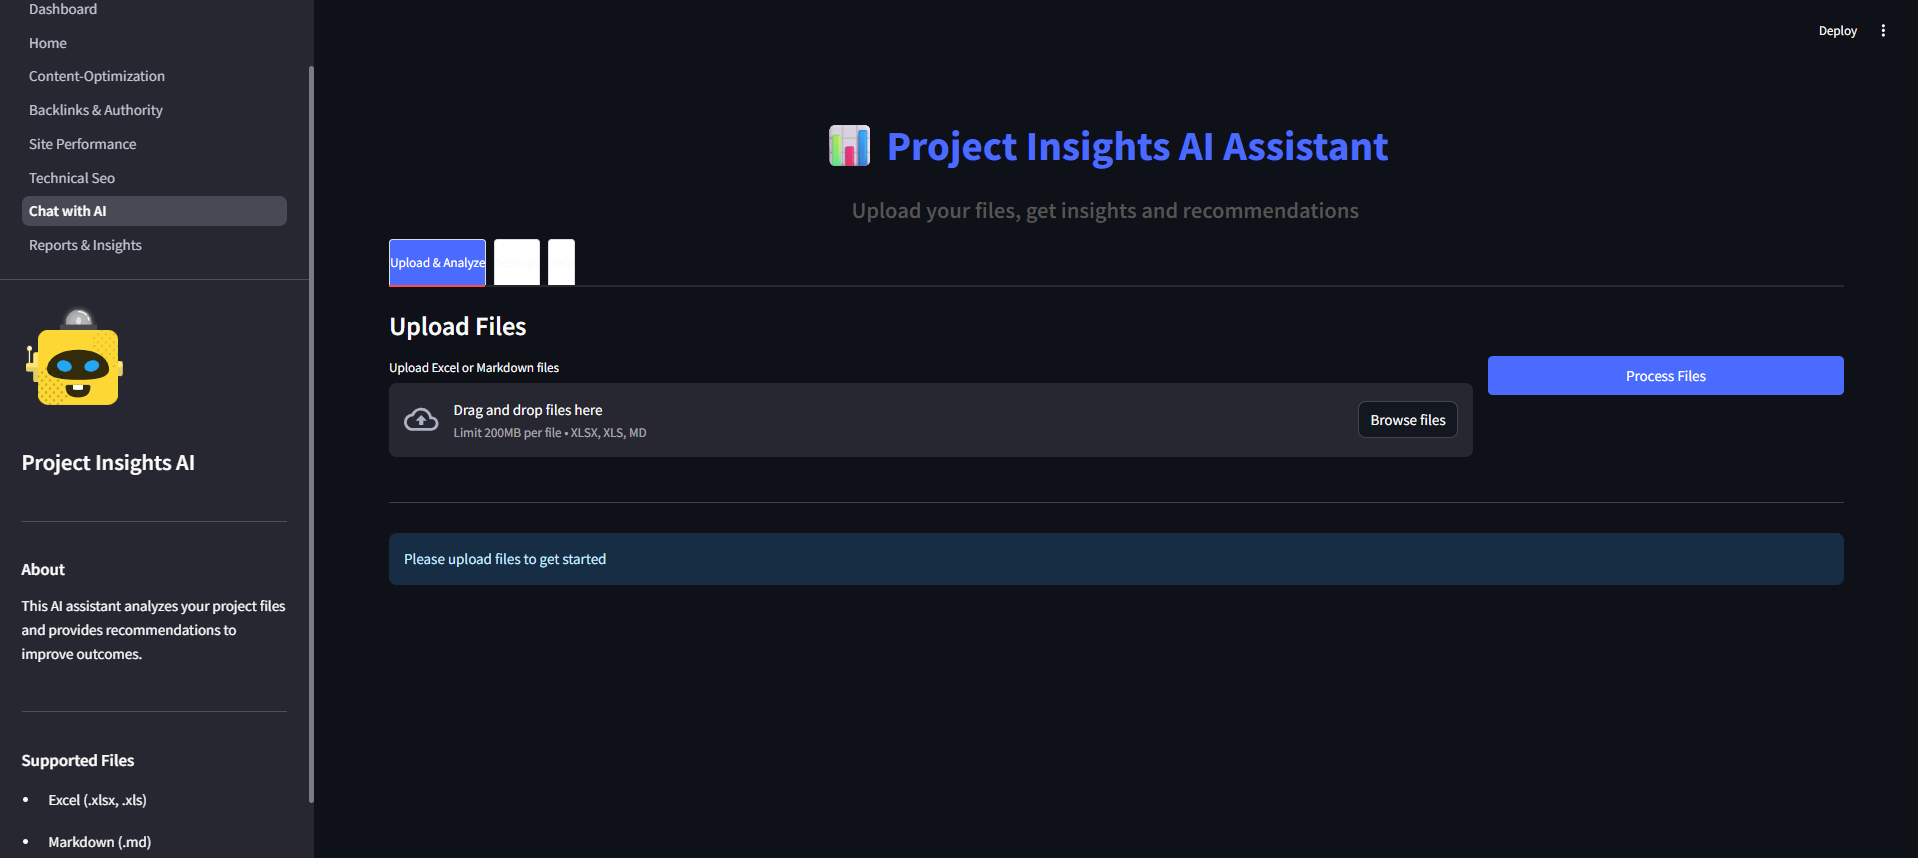 Dashboard
Home
Content-Optimization
Backlinks & Authority
Site Performance
Technical Seo
Chat with AI
Reports & Insights
Project Insights AI
About
This AI assistant analyzes your project files
and provides recommendations to
improve outcomes.
Supported Files
• Excel (.xlsx, .xls)
• Markdown (.md)
Deploy
Project Insights AI Assistant
Upload your files, get insights and recommendations
Upload & Analyze
Upload Files
Upload Excel or Markdown files
Drag and drop files here
Limit 200MB per file • XLSX, XLS, MD
Browse files
Process Files
Please upload files to get started